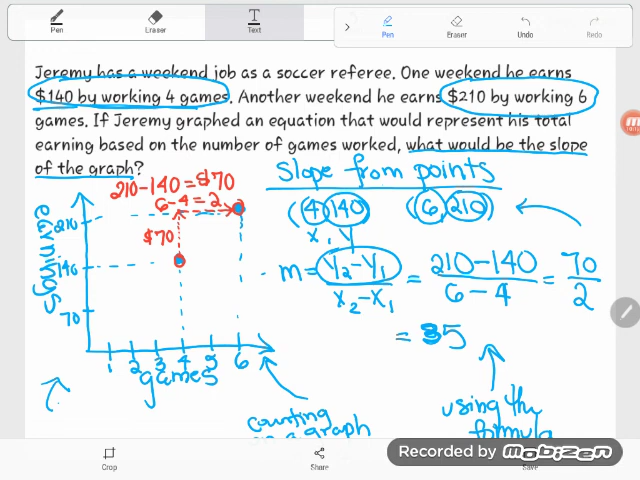 Pen
Eraser
Text
Pen
Eraser
Undo
Redo
Jeremy has a weekend job as a soccer referee. One weekend he earns
$140 by working 4 games. Another weekend he earns $210 by working 6
games. If Jeremy graphed an equation that would represent his total
earning based on the number of games worked, what would be the slope
of the graph?
Slope from points
210-140=$70
6-4=2
(4,140) (6,210)
x, y,
earnings
210
$70
140
70
m = y₂-y₁ / x₂-x₁ = 210-140 / 6-4 = 70 / 2
= 35
1 2 3 4 5 6
games
counting
graph
using the
formula
Crop
Share
Save
Recorded by
mobizen